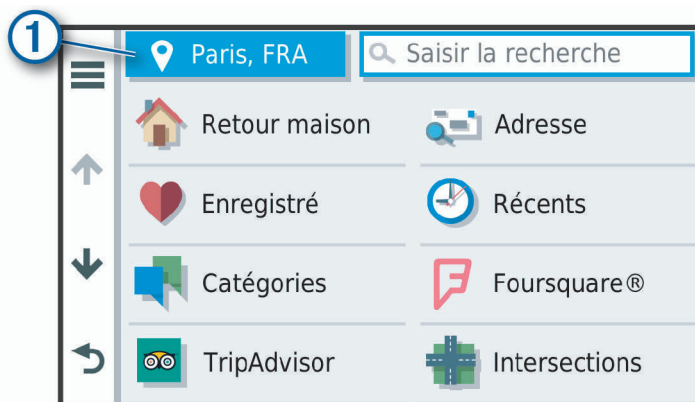 1
Paris, FRA
Saisir la recherche
Retour maison
Adresse
Enregistré
Récents
Catégories
Foursquare®
TripAdvisor
Intersections